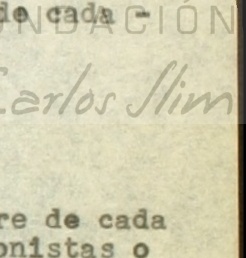 de cada -
FUNDACIÓN
Carlos Slim
re de cada
onistas o